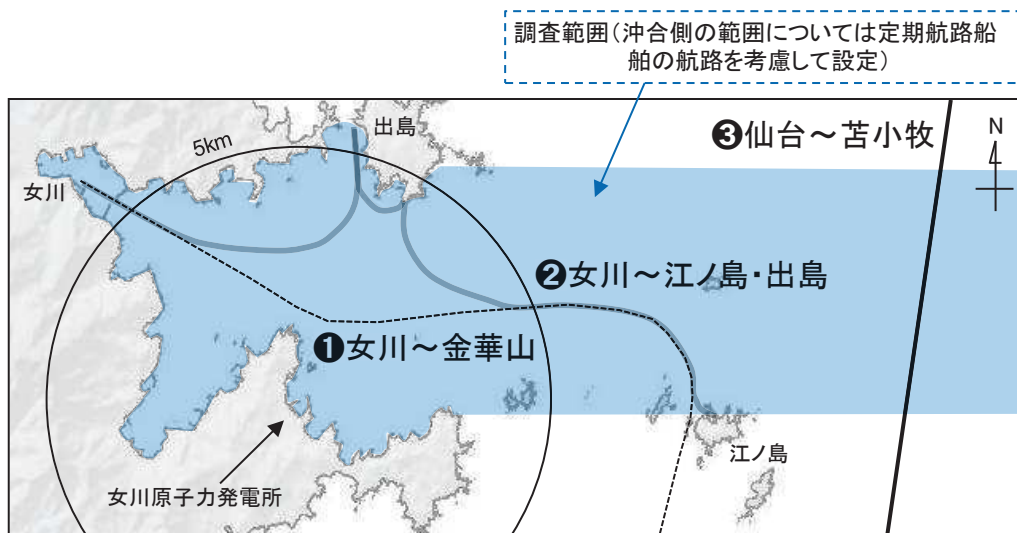 調査範囲(沖合側の範囲については定期航路船
舶の航路を考慮して設定)
出島
❸仙台~苫小牧
N
5km
女川
❷女川~江ノ島・出島
❶女川~金華山
江ノ島
女川原子力発電所